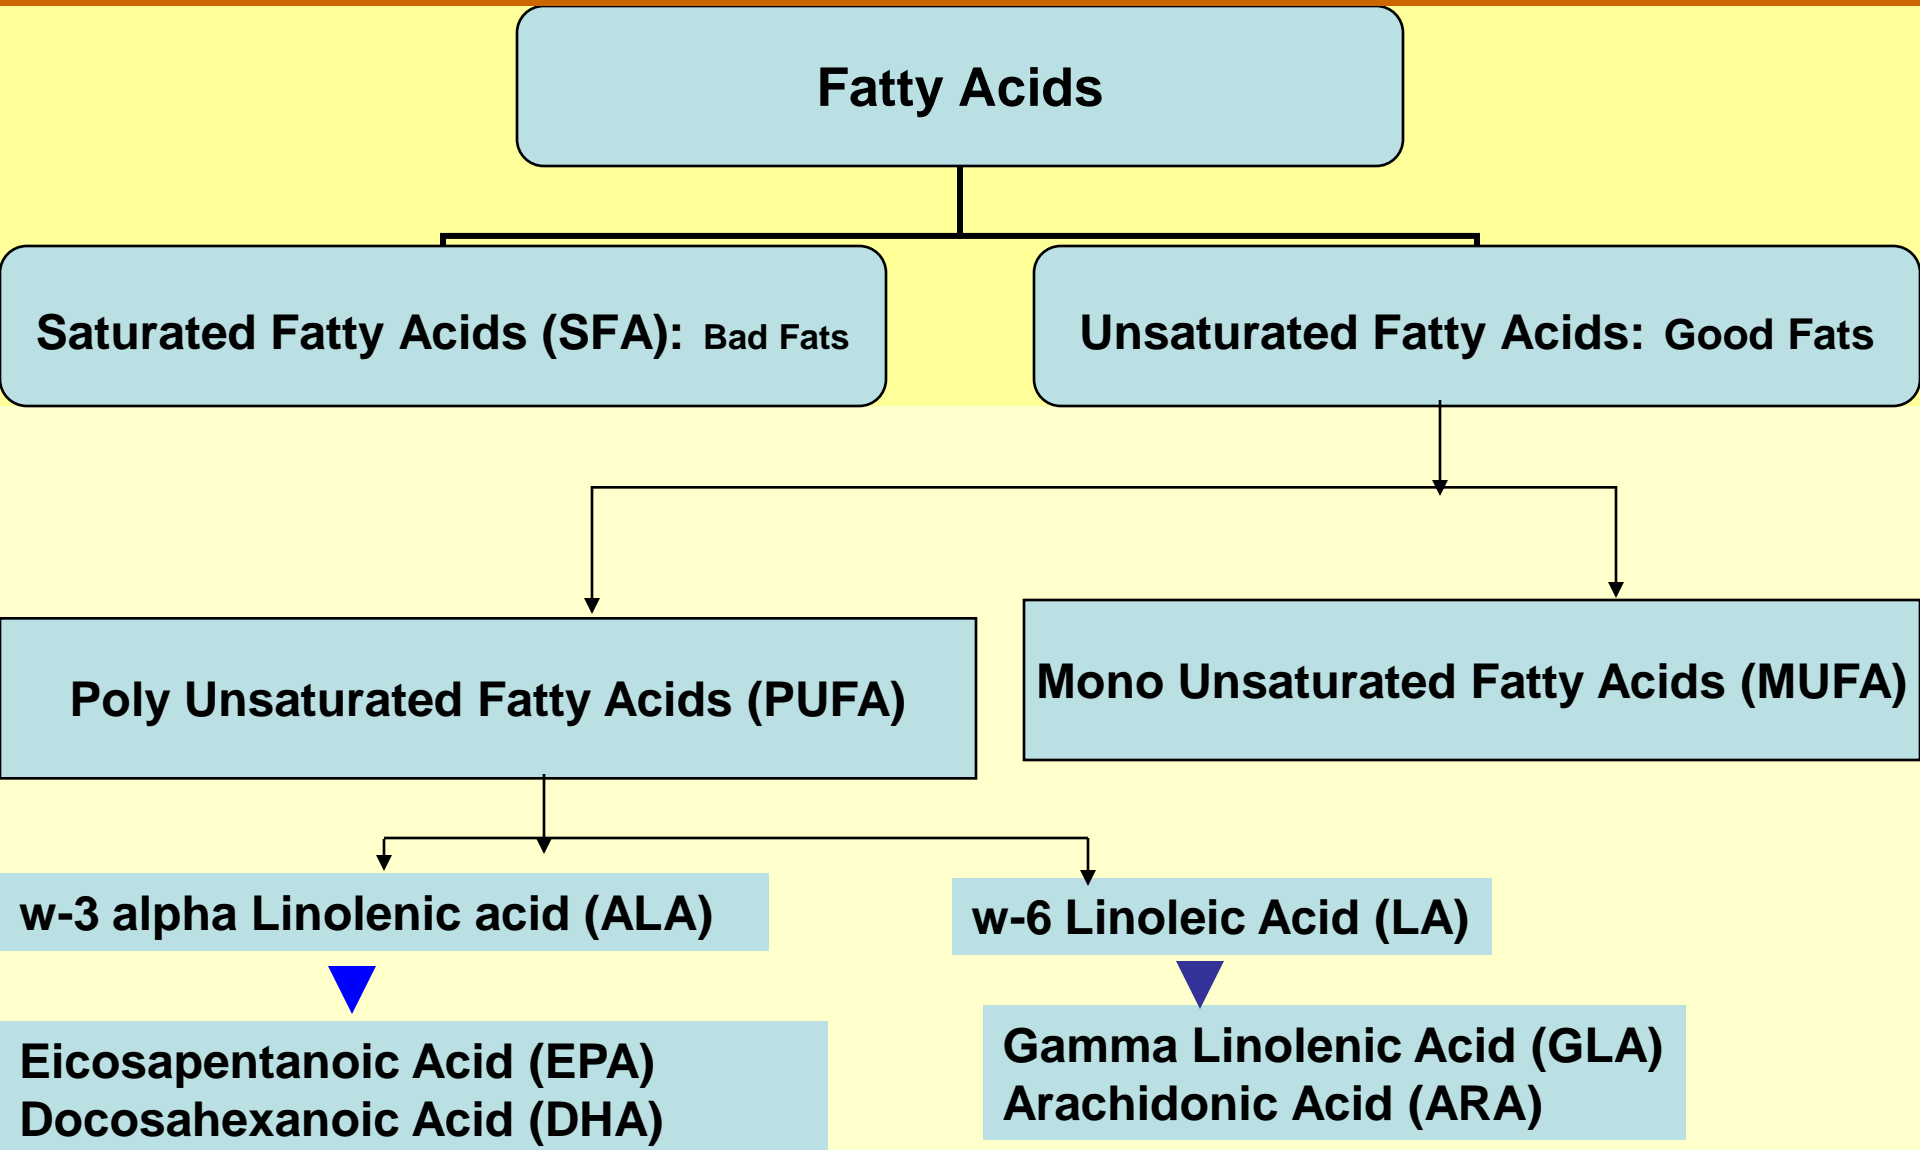 Fatty Acids
Saturated Fatty Acids (SFA): Bad Fats
Unsaturated Fatty Acids: Good Fats
Poly Unsaturated Fatty Acids (PUFA)
Mono Unsaturated Fatty Acids (MUFA)
w-3 alpha Linolenic acid (ALA)
w-6 Linoleic Acid (LA)
Eicosapentanoic Acid (EPA)
Docosahexanoic Acid (DHA)
Gamma Linolenic Acid (GLA)
Arachidonic Acid (ARA)